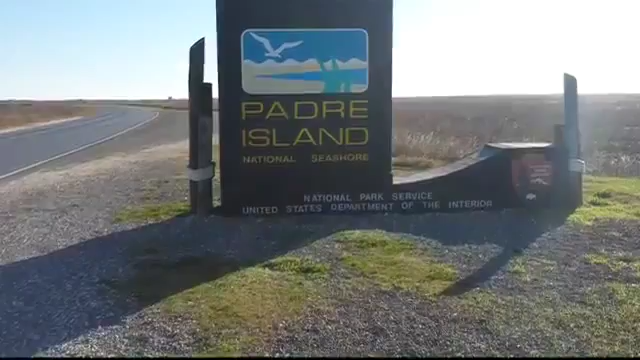 PADRE
ISLAND
NATIONAL SEASHORE
NATIONAL PARK SERVICE
UNITED STATES DEPARTMENT OF THE INTERIOR